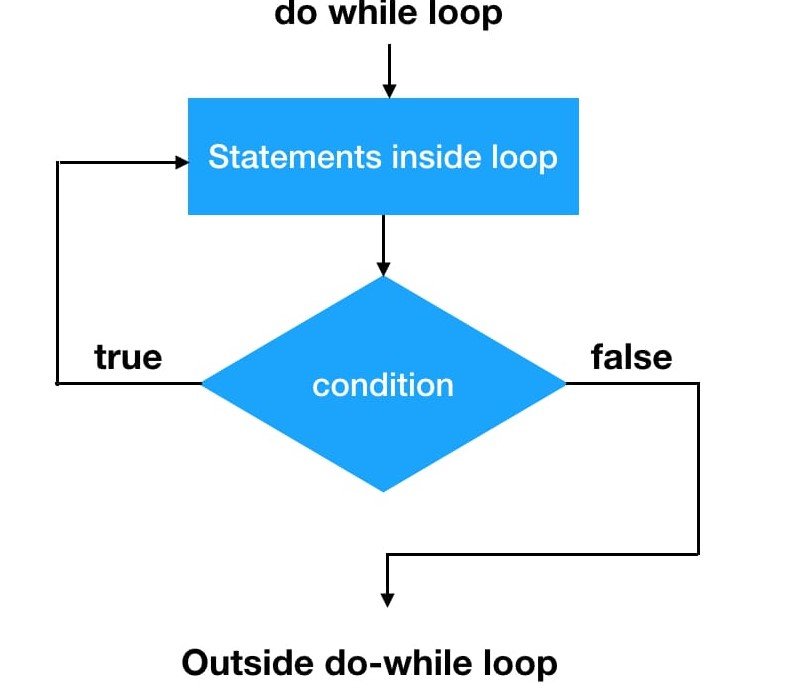 do while loop
Statements inside loop
true
false
condition
Outside do-while loop